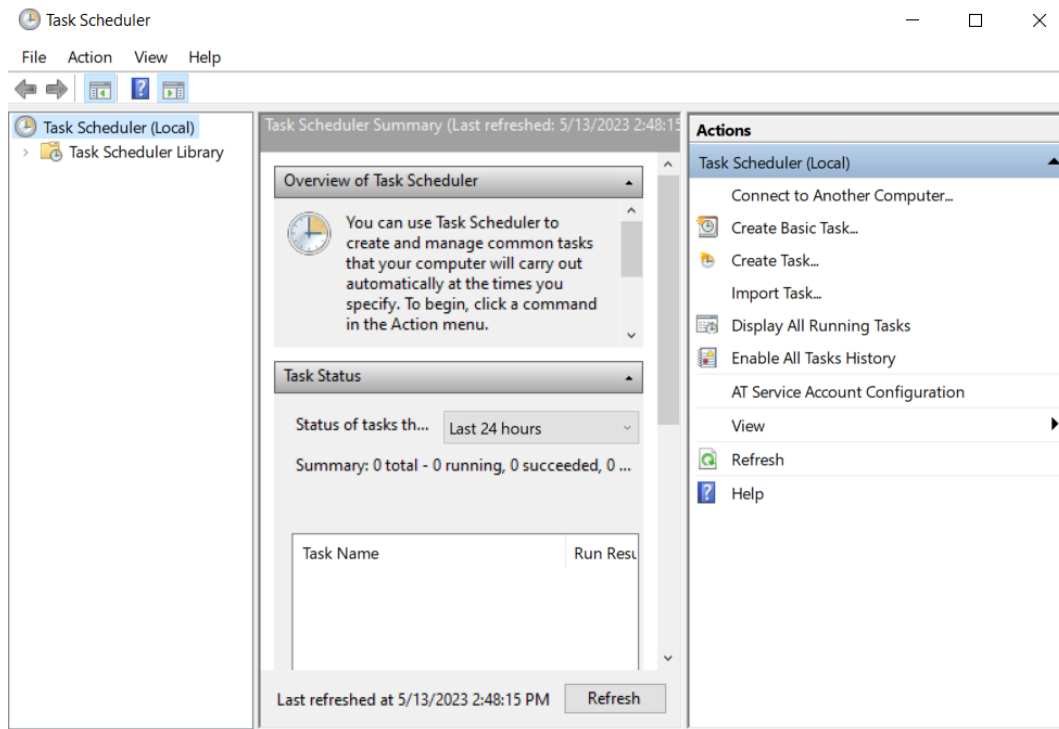 Task Scheduler
File Action View Help
Task Scheduler (Local)
Task Scheduler Library
Task Scheduler Summary (Last refreshed: 5/13/2023 2:48:15
Overview of Task Scheduler
You can use Task Scheduler to
create and manage common tasks
that your computer will carry out
automatically at the times you
specify. To begin, click a command
in the Action menu.
Task Status
Status of tasks th... Last 24 hours
Summary: 0 total - 0 running, 0 succeeded, 0 ...
Task Name Run Resu
Last refreshed at 5/13/2023 2:48:15 PM Refresh
Actions
Task Scheduler (Local)
Connect to Another Computer...
Create Basic Task...
Create Task...
Import Task...
Display All Running Tasks
Enable All Tasks History
AT Service Account Configuration
View
Refresh
Help